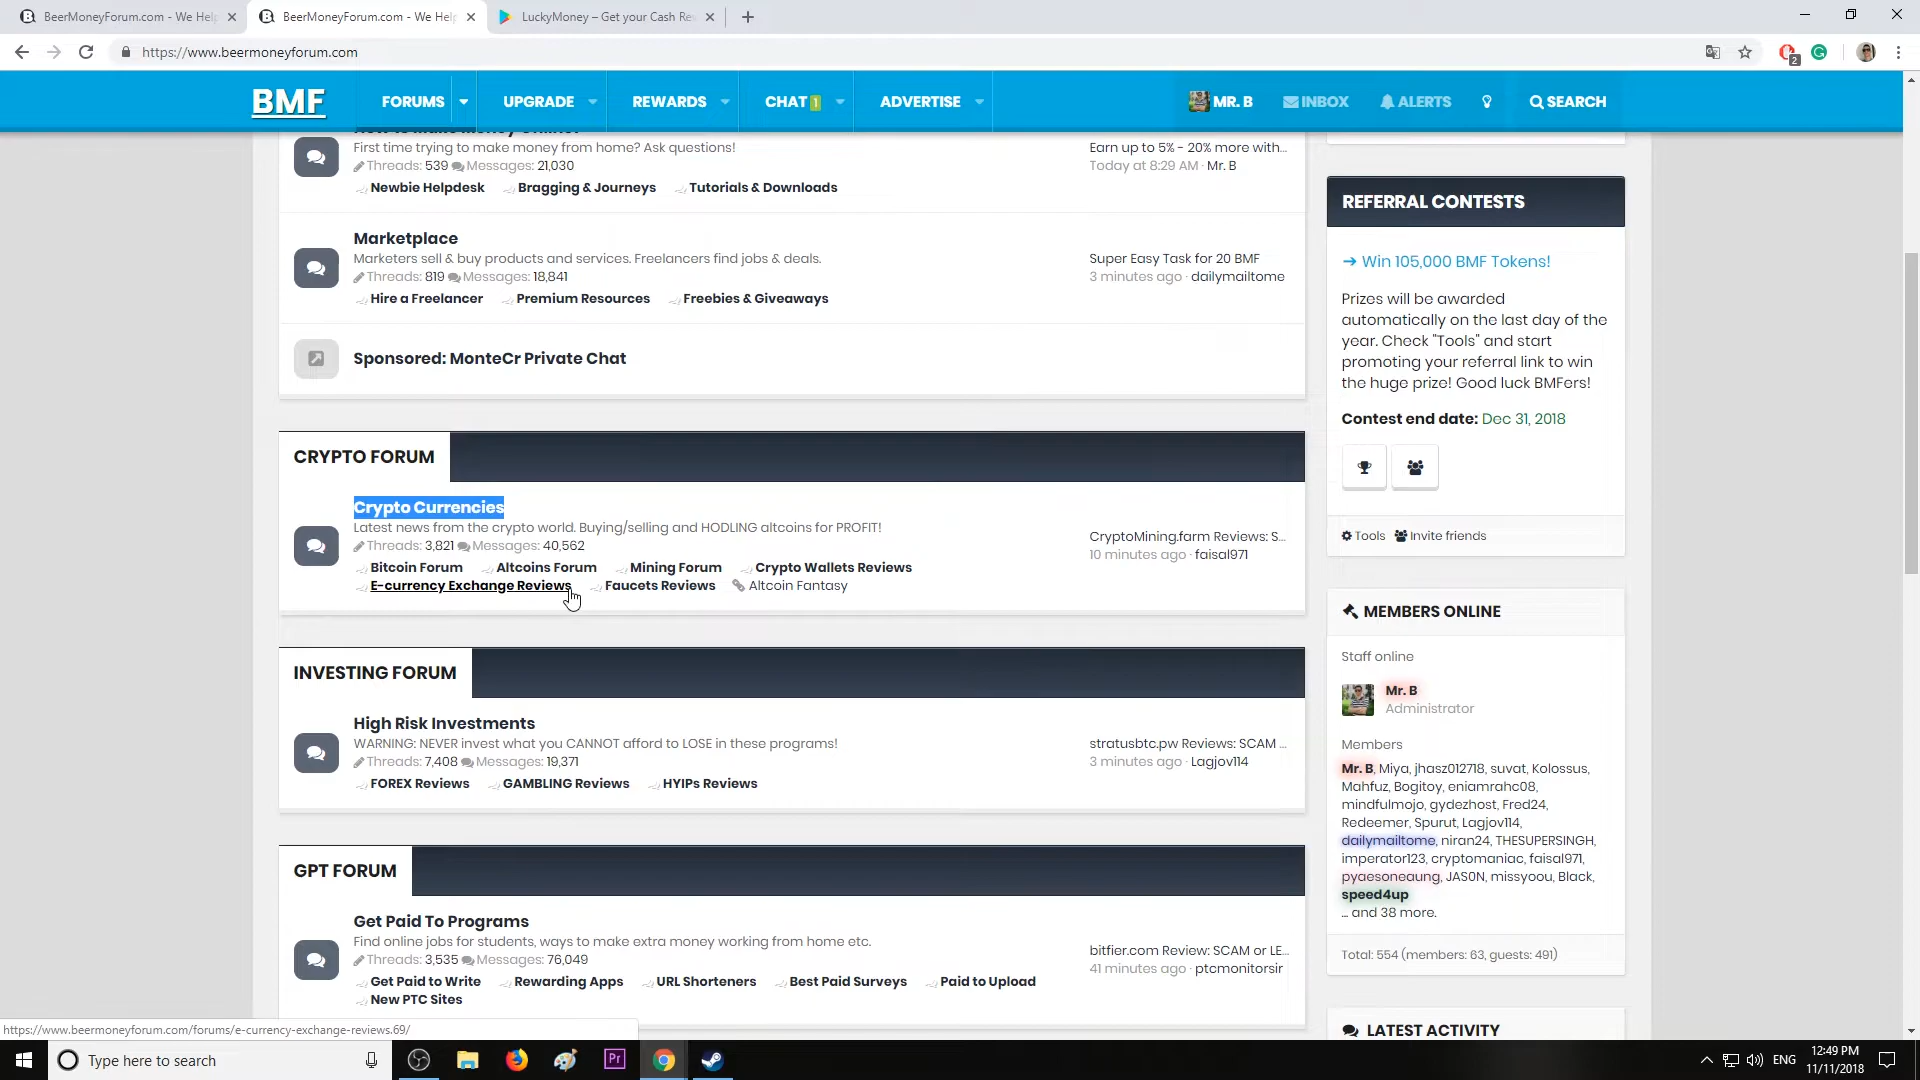 BeerMoneyForum.com - We Hel
BeerMoneyForum.com - We Help
LuckyMoney – Get your Cash Re
https://www.beermoneyforum.com
2
BMF
FORUMS
UPGRADE
REWARDS
CHAT 1
ADVERTISE
MR. B
INBOX
ALERTS
SEARCH
How to Make Money Online?
First time trying to make money from home? Ask questions!
Threads: 539 Messages: 21,030
Newbie Helpdesk Bragging & Journeys Tutorials & Downloads
Earn up to 5% - 20% more with...
Today at 8:29 AM · Mr. B
Marketplace
Marketers sell & buy products and services. Freelancers find jobs & deals.
Threads: 819 Messages: 18,841
Hire a Freelancer Premium Resources Freebies & Giveaways
Super Easy Task for 20 BMF
3 minutes ago · dailymailtome
Sponsored: MonteCr Private Chat
CRYPTO FORUM
Crypto Currencies
Latest news from the crypto world. Buying/selling and HODLING altcoins for PROFIT!
Threads: 3,821 Messages: 40,562
Bitcoin Forum Altcoins Forum Mining Forum Crypto Wallets Reviews
E-currency Exchange Reviews Faucets Reviews Altcoin Fantasy
CryptoMining.farm Reviews: S...
10 minutes ago · faisal971
INVESTING FORUM
High Risk Investments
WARNING: NEVER invest what you CANNOT afford to LOSE in these programs!
Threads: 7,408 Messages: 19,371
FOREX Reviews GAMBLING Reviews HYIPs Reviews
stratusbtc.pw Reviews: SCAM ...
3 minutes ago · Lagjov114
GPT FORUM
Get Paid To Programs
Find online jobs for students, ways to make extra money working from home etc.
Threads: 3,535 Messages: 76,049
Get Paid to Write Rewarding Apps URL Shorteners Best Paid Surveys Paid to Upload
New PTC Sites
bitfier.com Review: SCAM or LE...
41 minutes ago · ptcmonitorsir
REFERRAL CONTESTS
→ Win 105,000 BMF Tokens!
Prizes will be awarded
automatically on the last day of the
year. Check "Tools" and start
promoting your referral link to win
the huge prize! Good luck BMFers!
Contest end date: Dec 31, 2018
Tools Invite friends
MEMBERS ONLINE
Staff online
Mr. B
Administrator
Members
Mr. B, Miya, jhasz012718, suvat, Kolossus,
Mahfuz, Bogitoy, eniamrahc08,
mindfulmojo, gydezhost, Fred24,
Redeemer, Spurut, Lagjov114,
dailymailtome, niran24, THESUPERSINGH,
imperator123, cryptomaniac, faisal971,
pyaesoneaung, JAS0N, missyoou, Black,
speed4up
... and 38 more.
Total: 554 (members: 63, guests: 491)
LATEST ACTIVITY
https://www.beermoneyforum.com/forums/e-currency-exchange-reviews.69/
Type here to search
Pr
ENG
12:49 PM
11/11/2018